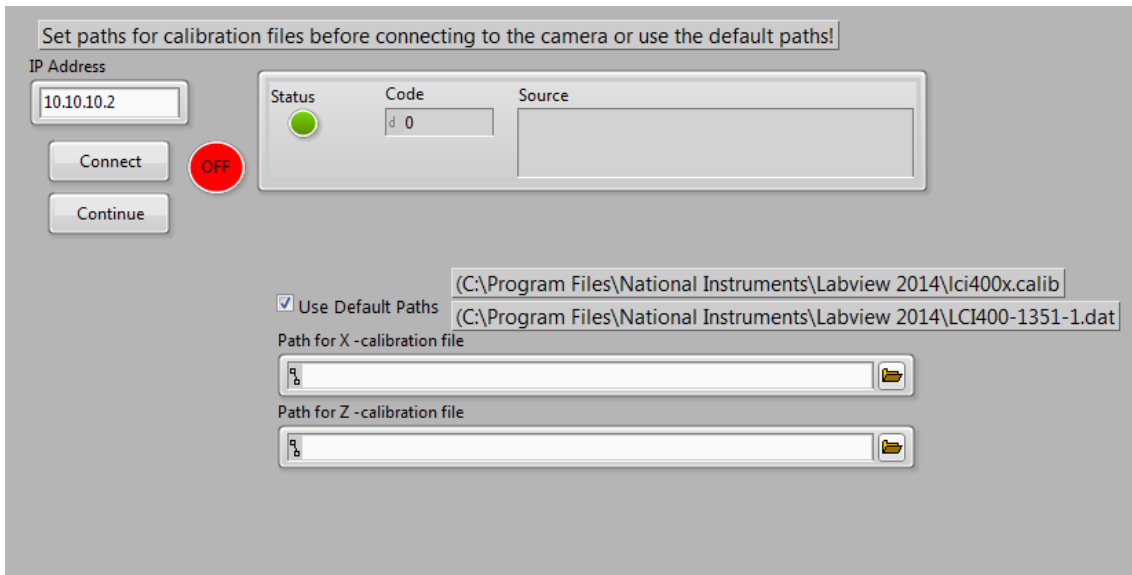 Set paths for calibration files before connecting to the camera or use the default paths!
IP Address
10.10.10.2
Status
Code
Source
d 0
Connect
OFF
Continue
(C:\Program Files\National Instruments\Labview 2014\lci400x.calib
Use Default Paths
(C:\Program Files\National Instruments\Labview 2014\LCI400-1351-1.dat
Path for X -calibration file
Path for Z -calibration file